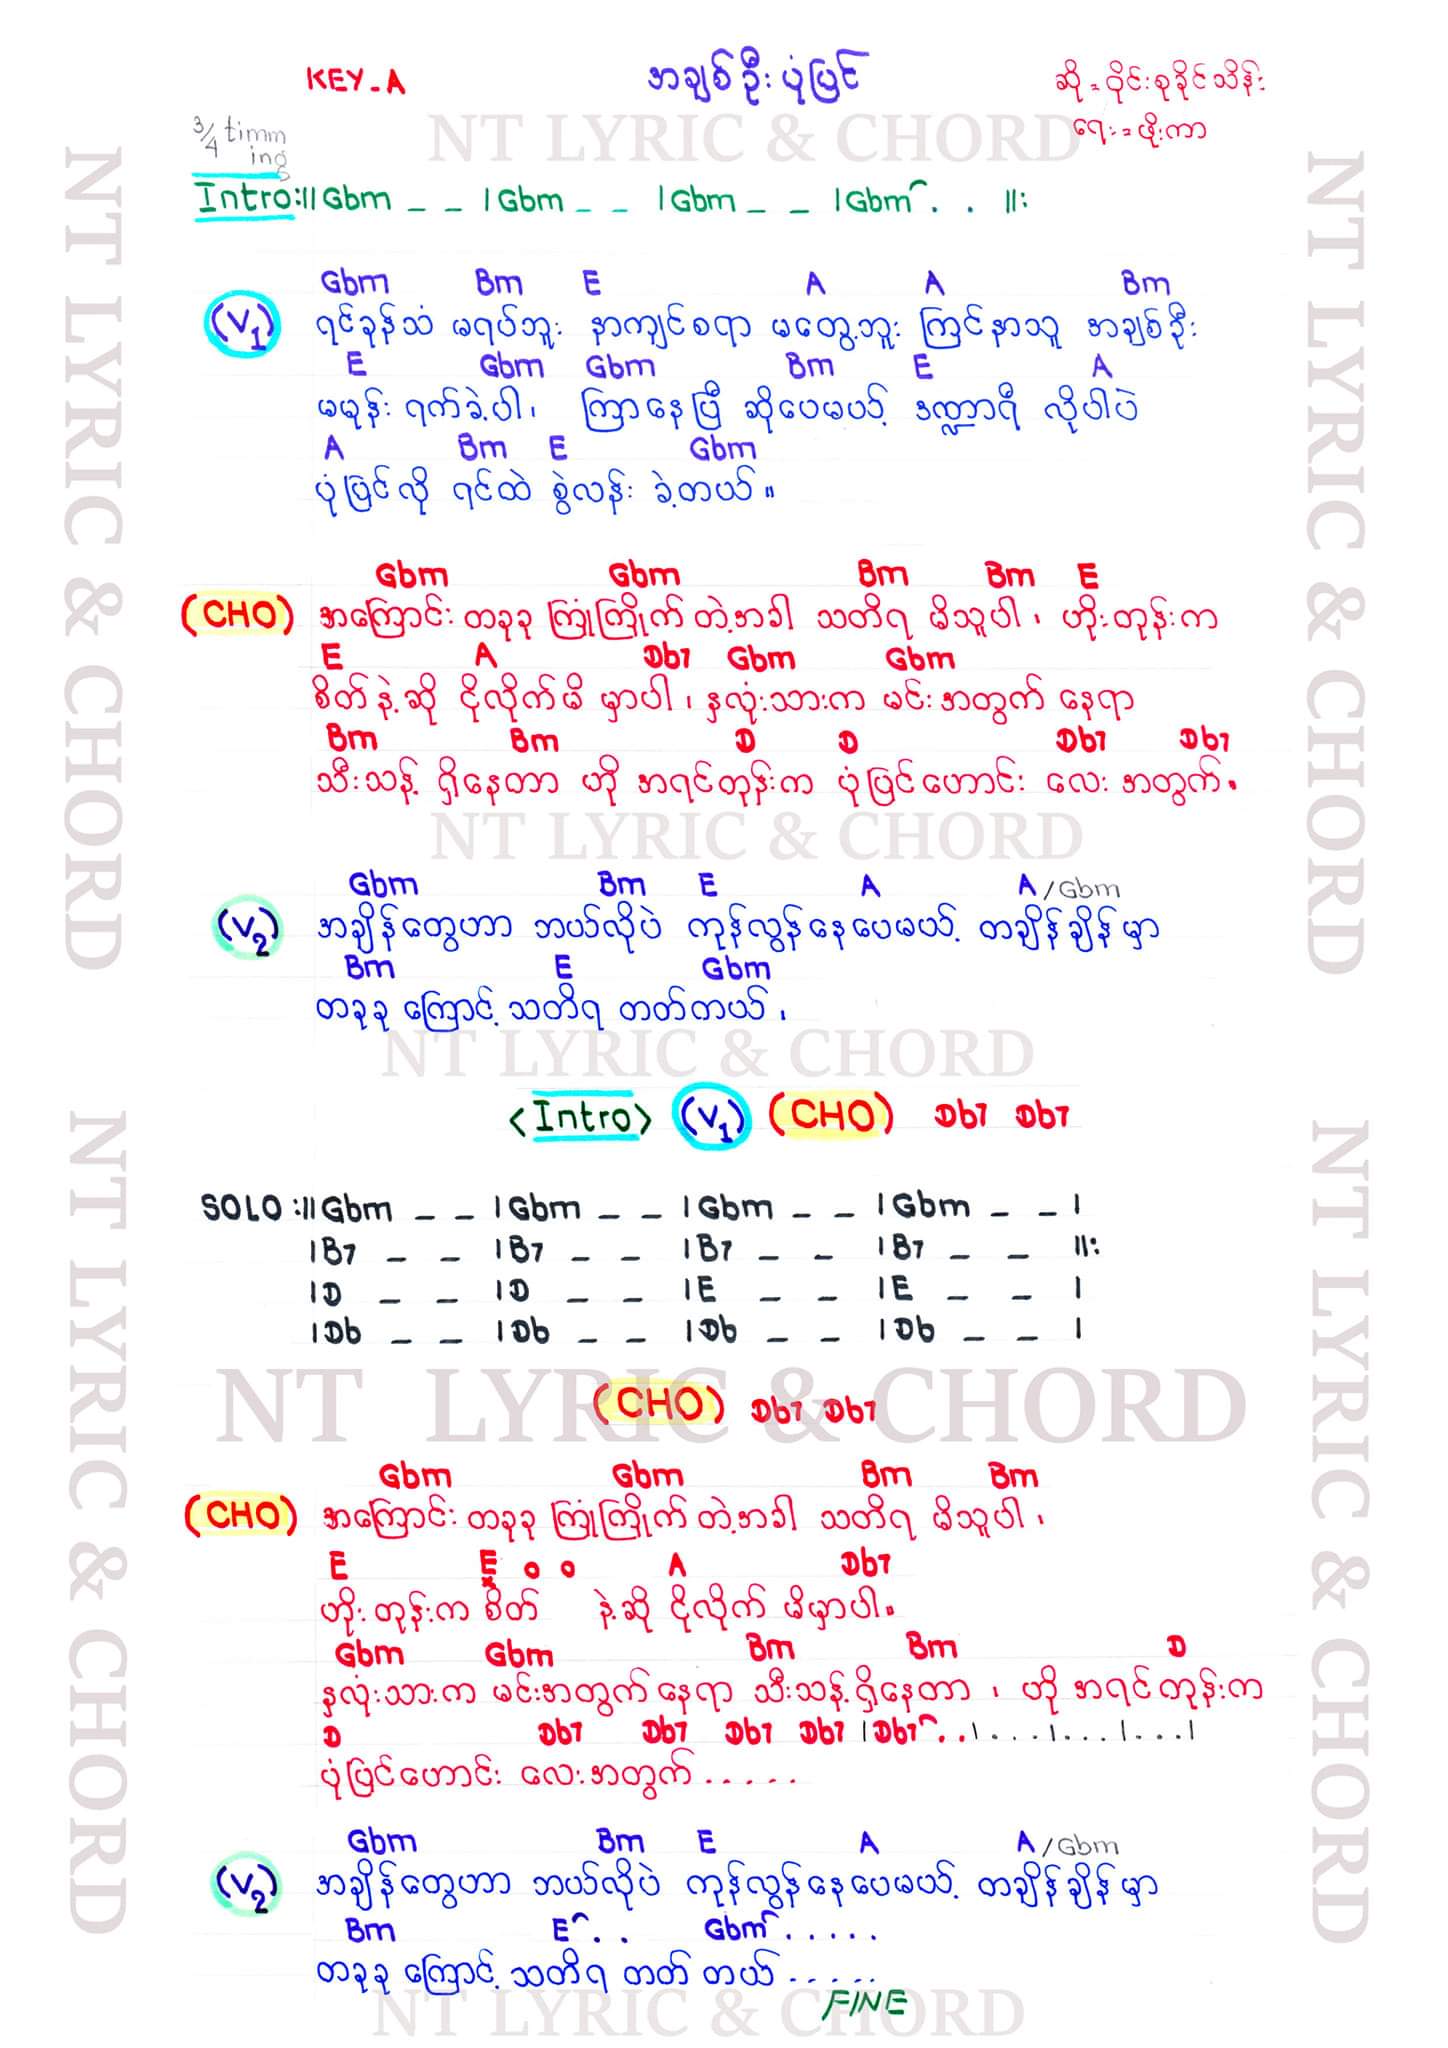 KEY-A
အချစ်ဦးပုံပြင်
ဆို = ဝိုင်းစုခိုင်သိန်း
ရေး = ဖိုးကာ
3/4 timming
NT LYRIC & CHORD
Intro:||Gbm _ _ |Gbm _ _ |Gbm _ _ |Gbm⌒. . ||:
Gbm Bm E A A Bm
(V1) ရင်ခုန်သံ မရပ်ဘူး နာကျင်စရာ မတွေ့ဘူး ကြင်နာသူ အချစ်ဦး
E Gbm Gbm Bm E A
မမုန်း ရက်ခဲ့ပါ၊ ကြာနေပြီ ဆိုပေမယ့် ဒဏ္ဍာရီ လိုပါပဲ
A Bm E Gbm
ပုံပြင်လို ရင်ထဲ စွဲလန်း ခဲ့တယ်။
Gbm Gbm Bm Bm E
(CHO) အကြောင်း တခုခု ကြုံကြိုက် တဲ့အခါ သတိရ မိသူပါ၊ ဟိုးတုန်းက
E A Db7 Gbm Gbm
စိတ်နဲ့ဆို ငိုလိုက်မိ မှာပါ၊ နှလုံးသားက မင်းအတွက် နေရာ
Bm Bm D D Db7 Db7
သီးသန့် ရှိနေတာ ဟို အရင်တုန်းက ပုံပြင်ဟောင်း လေး အတွက်။
NT LYRIC & CHORD
Gbm Bm E A A/Gbm
(V2) အချိန်တွေဟာ ဘယ်လိုပဲ ကုန်လွန်နေပေမယ့် တချိန်ချိန်မှာ
Bm E Gbm
တခုခု ကြောင့် သတိရ တတ်တယ်၊
NT LYRIC & CHORD
<Intro> (V1) (CHO) Db7 Db7
SOLO :||Gbm _ _ |Gbm _ _ |Gbm _ _ |Gbm _ _ |
|B7 _ _ |B7 _ _ |B7 _ _ |B7 _ _ ||:
|D _ _ |D _ _ |E _ _ |E _ _ |
|Db _ _ |Db _ _ |Db _ _ |Db _ _ |
NT LYRIC & CHORD
(CHO) Db7 Db7
Gbm Gbm Bm Bm
(CHO) အကြောင်း တခုခု ကြုံကြိုက် တဲ့အခါ သတိရ မိသူပါ၊
E E o o A Db7
ဟိုးတုန်းက စိတ် နဲ့ဆို ငိုလိုက် မိမှာပါ။
Gbm Gbm Bm Bm D
နှလုံးသားက မင်းအတွက်နေရာ သီးသန့်ရှိနေတာ ၊ ဟို အရင်တုန်းက
D Db7 Db7 Db7 Db7 |Db7⌒. .|. . .|. . .|. . .|
ပုံပြင်ဟောင်း လေးအတွက် . . . . .
Gbm Bm E A A/Gbm
(V2) အချိန်တွေဟာ ဘယ်လိုပဲ ကုန်လွန်နေပေမယ့် တချိန်ချိန်မှာ
Bm E⌒. . Gbm⌒. . . . .
တခုခု ကြောင့် သတိရ တတ် တယ် . . . . .
FINE
NT LYRIC & CHORD
NT LYRIC & CHORD
NT LYRIC & CHORD
NT LYRIC & CHORD
NT LYRIC & CHORD